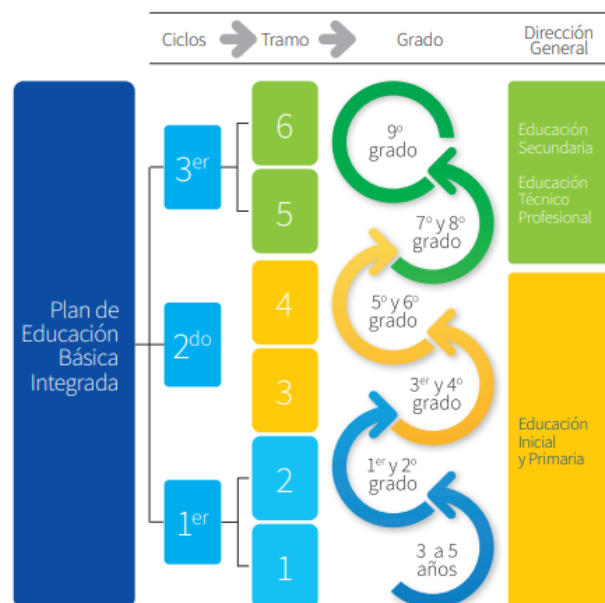 Ciclos
Tramo
Grado
Dirección
General
Plan de
Educación
Básica
Integrada
3er
2do
1er
6
5
4
3
2
1
9º
grado
7º y 8º
grado
5º y 6º
grado
3er y 4º
grado
1er y 2º
grado
3 a 5
años
Educación
Secundaria
Educación
Técnico
Profesional
Educación
Inicial
y Primaria